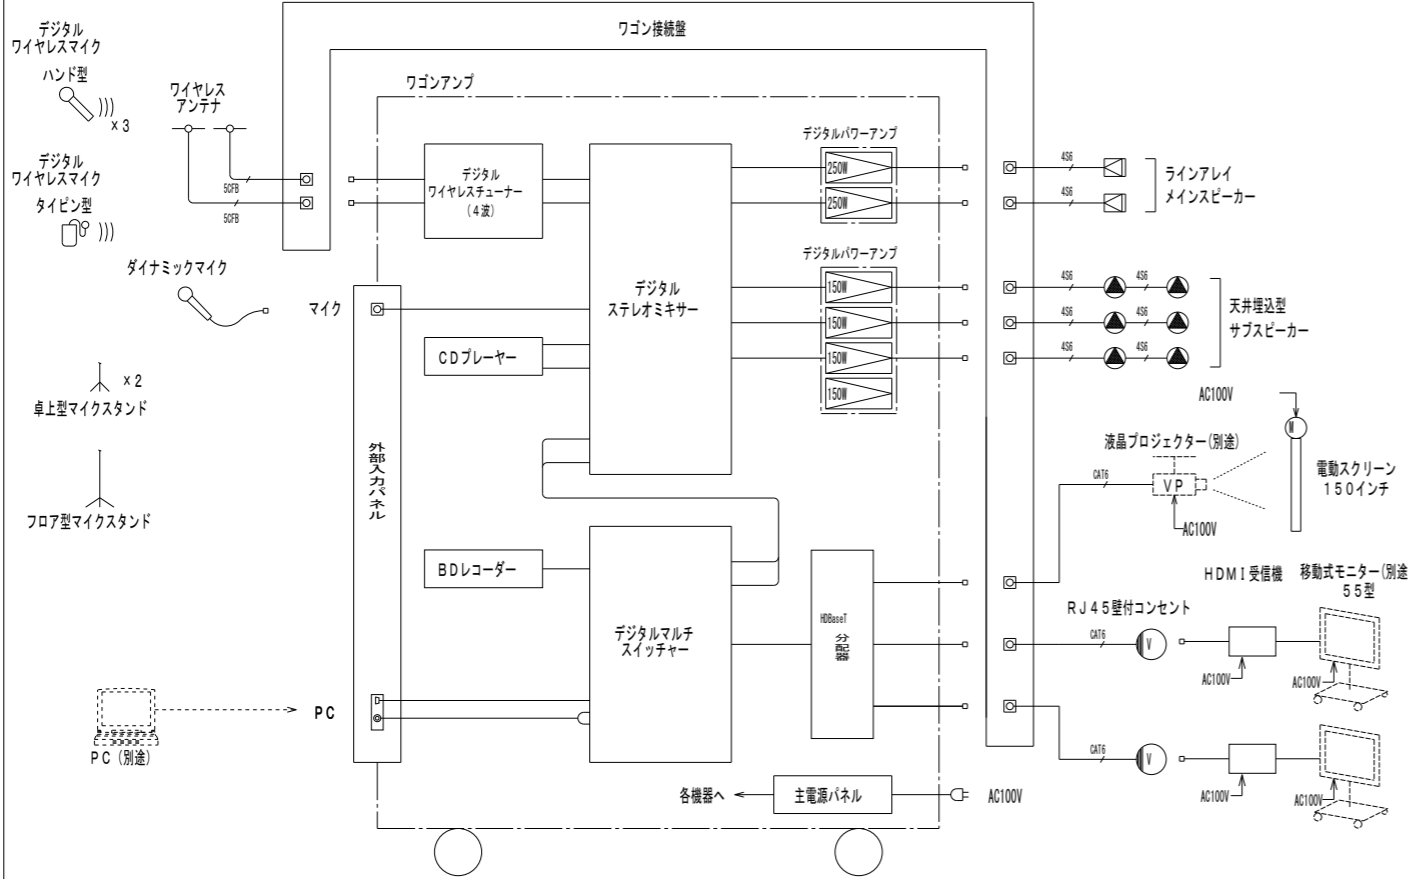 デジタル
ワイヤレスマイク
ハンド型
×3
デジタル
ワイヤレスマイク
タイピン型
ワイヤレス
アンテナ
5CFB
5CFB
ダイナミックマイク
×2
卓上型マイクスタンド
フロア型マイクスタンド
PC (別途)
ワゴン接続盤
ワゴンアンプ
マイク
外部入力パネル
PC
デジタル
ワイヤレスチューナー
(4波)
CDプレーヤー
BDレコーダー
デジタル
ステレオミキサー
デジタルマルチ
スイッチャー
デジタルパワーアンプ
250W
250W
デジタルパワーアンプ
150W
150W
150W
150W
HDBaseT
分配器
各機器へ
主電源パネル
AC100V
4S6
4S6
ラインアレイ
メインスピーカー
4S6
4S6
4S6
4S6
4S6
4S6
天井埋込型
サブスピーカー
AC100V
M
液晶プロジェクター(別途)
CAT6
VP
AC100V
電動スクリーン
150インチ
HDMI受信機
移動式モニター(別途
55型
RJ45壁付コンセント
CAT6
V
AC100V
AC100V
CAT6
V
AC100V
AC100V